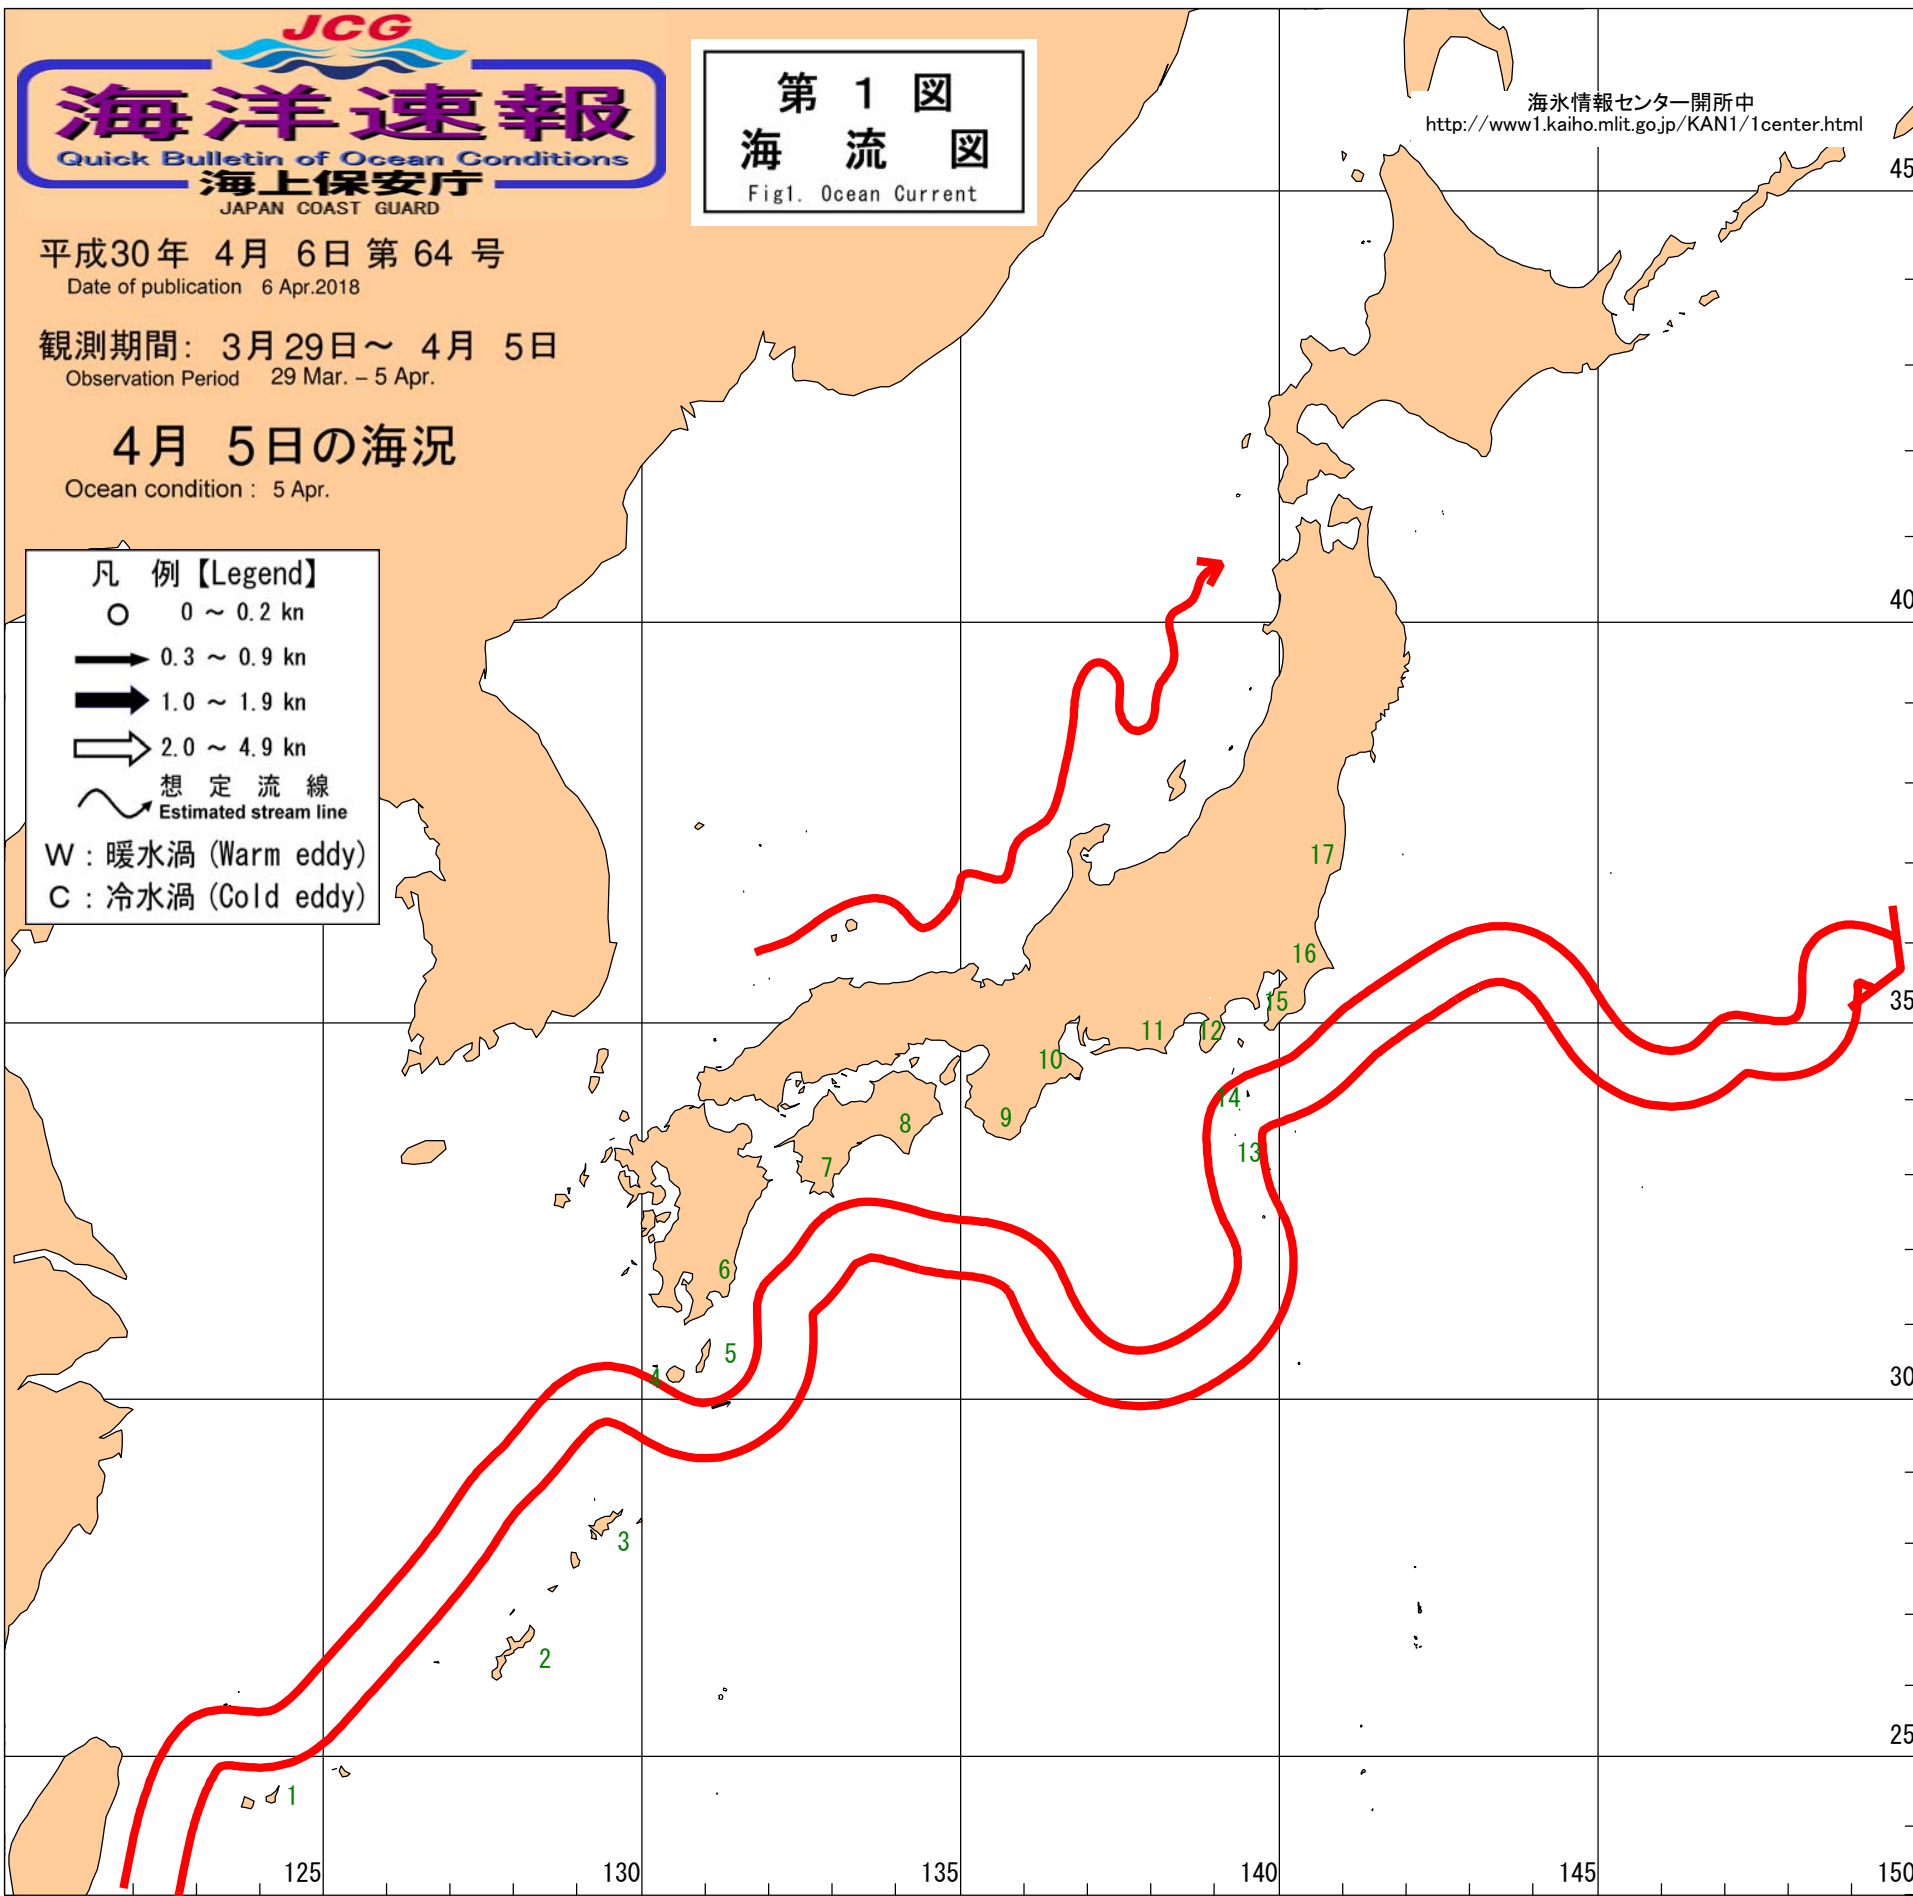 JCG
海洋速報
Quick Bulletin of Ocean Conditions
海上保安庁
JAPAN COAST GUARD
第 1 図
海 流 図
Fig1. Ocean Current
海氷情報センター開所中
http://www1.kaiho.mlit.go.jp/KAN1/1center.html
平成30年 4月 6日 第 64 号
Date of publication 6 Apr.2018
観測期間: 3月29日～ 4月 5日
Observation Period 29 Mar. – 5 Apr.
4月 5日の海況
Ocean condition : 5 Apr.
凡 例【Legend】
0 ～ 0.2 kn
0.3 ～ 0.9 kn
1.0 ～ 1.9 kn
2.0 ～ 4.9 kn
想 定 流 線
Estimated stream line
W : 暖水渦 (Warm eddy)
C : 冷水渦 (Cold eddy)
45
40
17
16
35
15
11
12
10
14
9
8
13
7
6
5
4
30
3
2
25
1
125
130
135
140
145
150